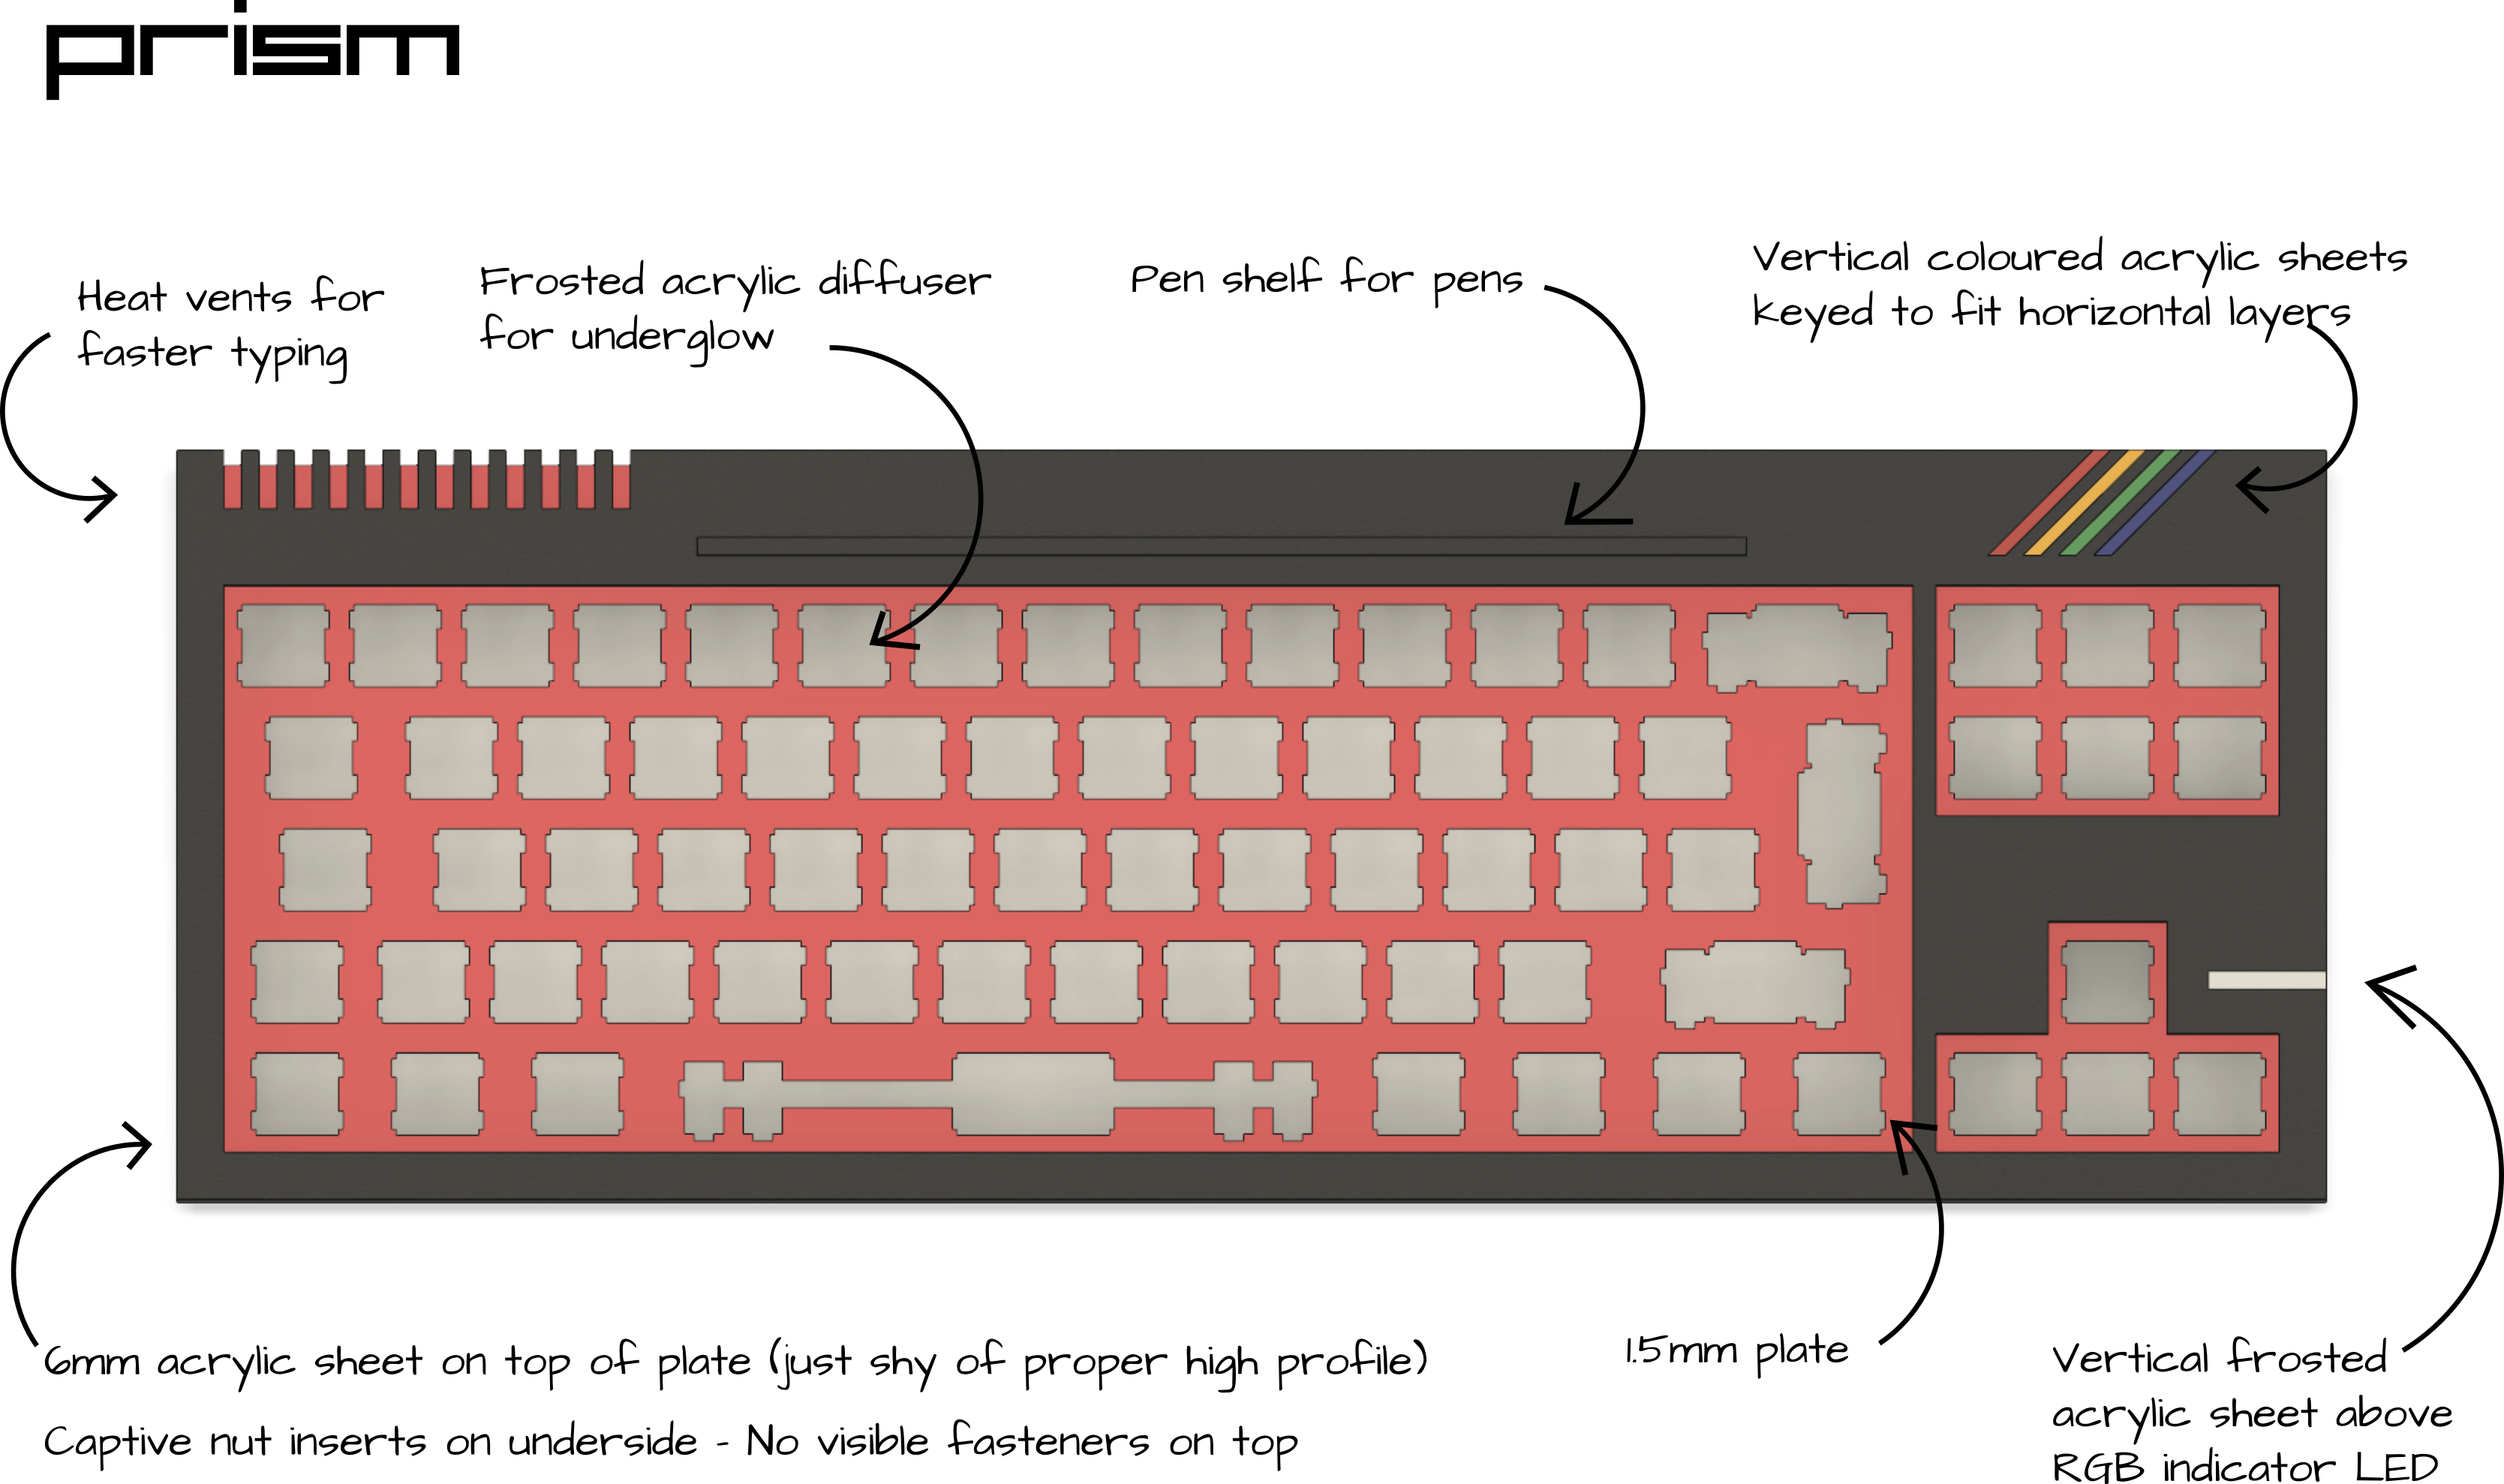 prism
Heat vents for
faster typing
Frosted acrylic diffuser
for underglow
Pen shelf for pens
Vertical coloured acrylic sheets
keyed to fit horizontal layers
6mm acrylic sheet on top of plate (just shy of proper high profile)
Captive nut inserts on underside - No visible fasteners on top
1.5mm plate
Vertical frosted
acrylic sheet above
RGB indicator LED